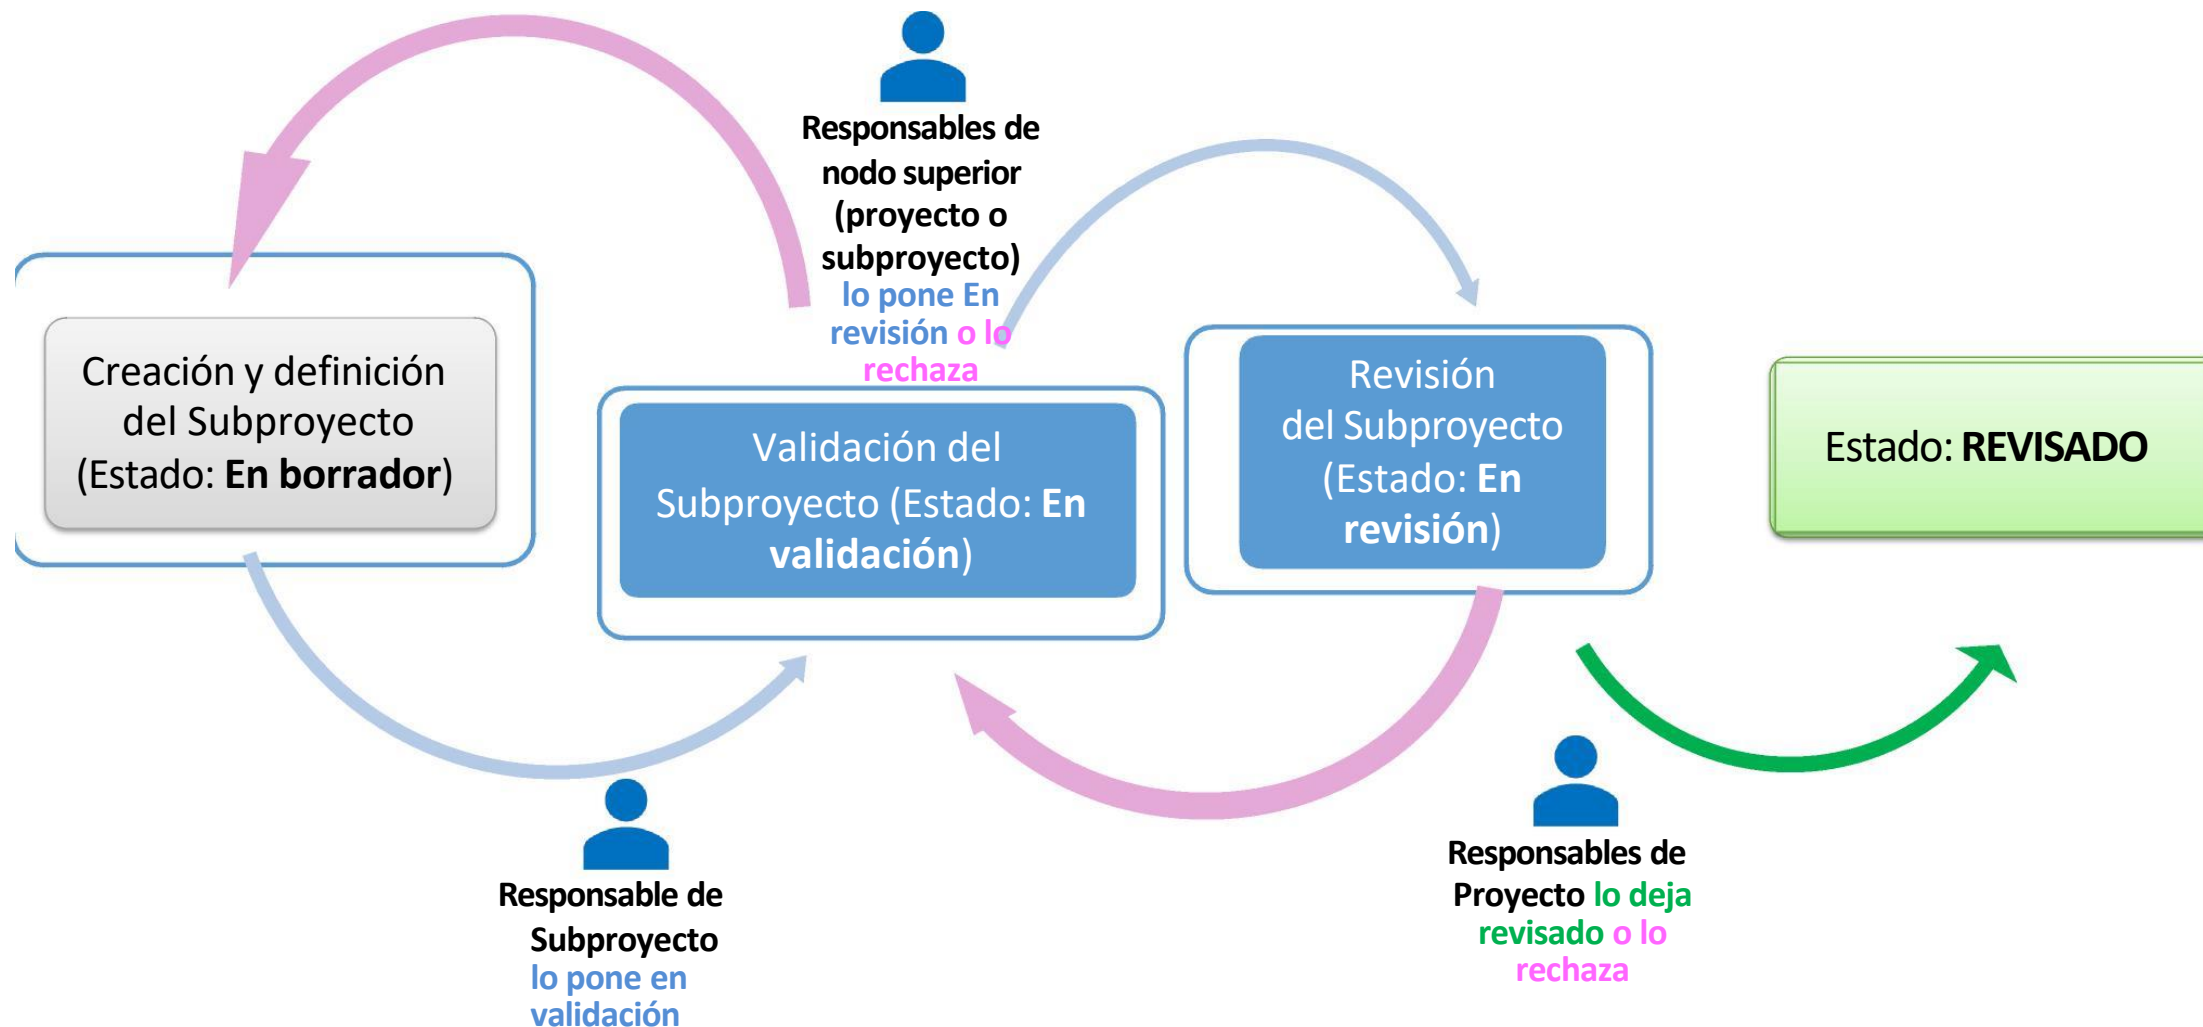 Responsables de
nodo superior
(proyecto o
subproyecto)
lo pone En
revisión o lo
rechaza
Creación y definición
del Subproyecto
(Estado: En borrador)
Validación del
Subproyecto (Estado: En
validación)
Revisión
del Subproyecto
(Estado: En
revisión)
Estado: REVISADO
Responsable de
Subproyecto
lo pone en
validación
Responsables de
Proyecto lo deja
revisado o lo
rechaza